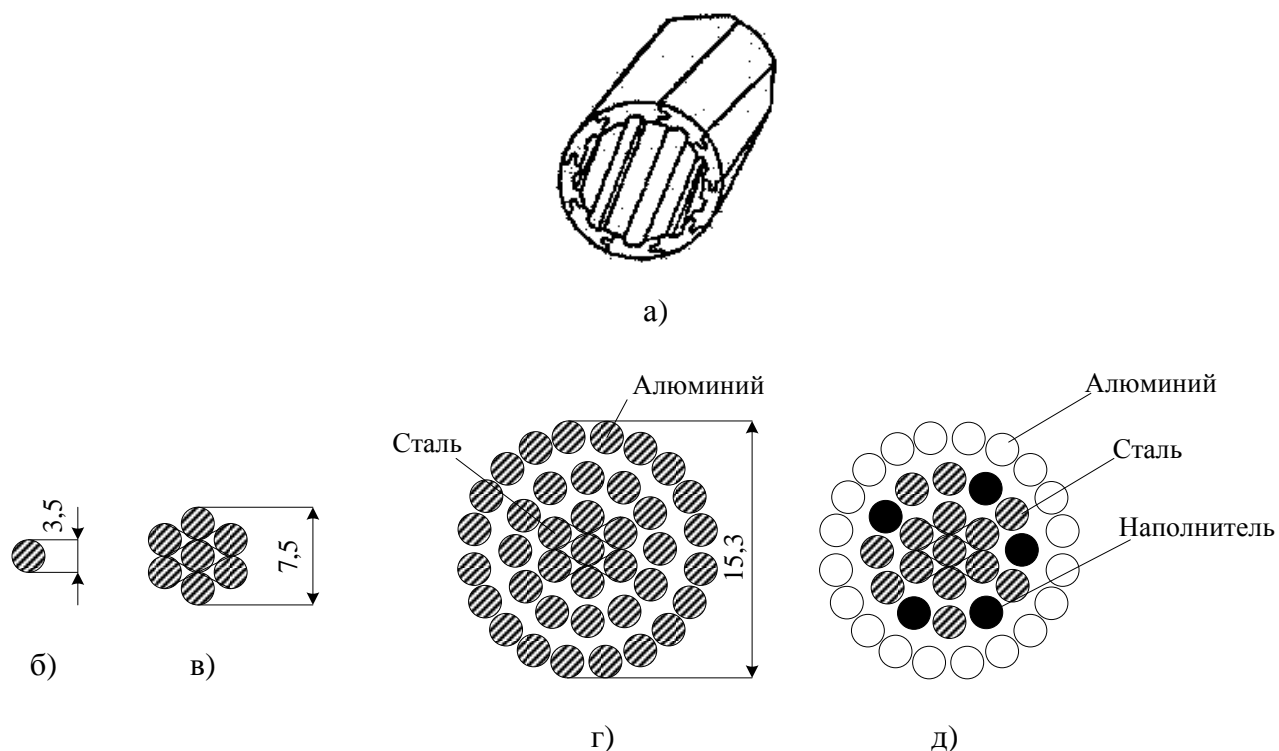 а)
Алюминий
Сталь
15,3
Алюминий
Сталь
Наполнитель
3,5
7,5
б)
в)
г)
д)